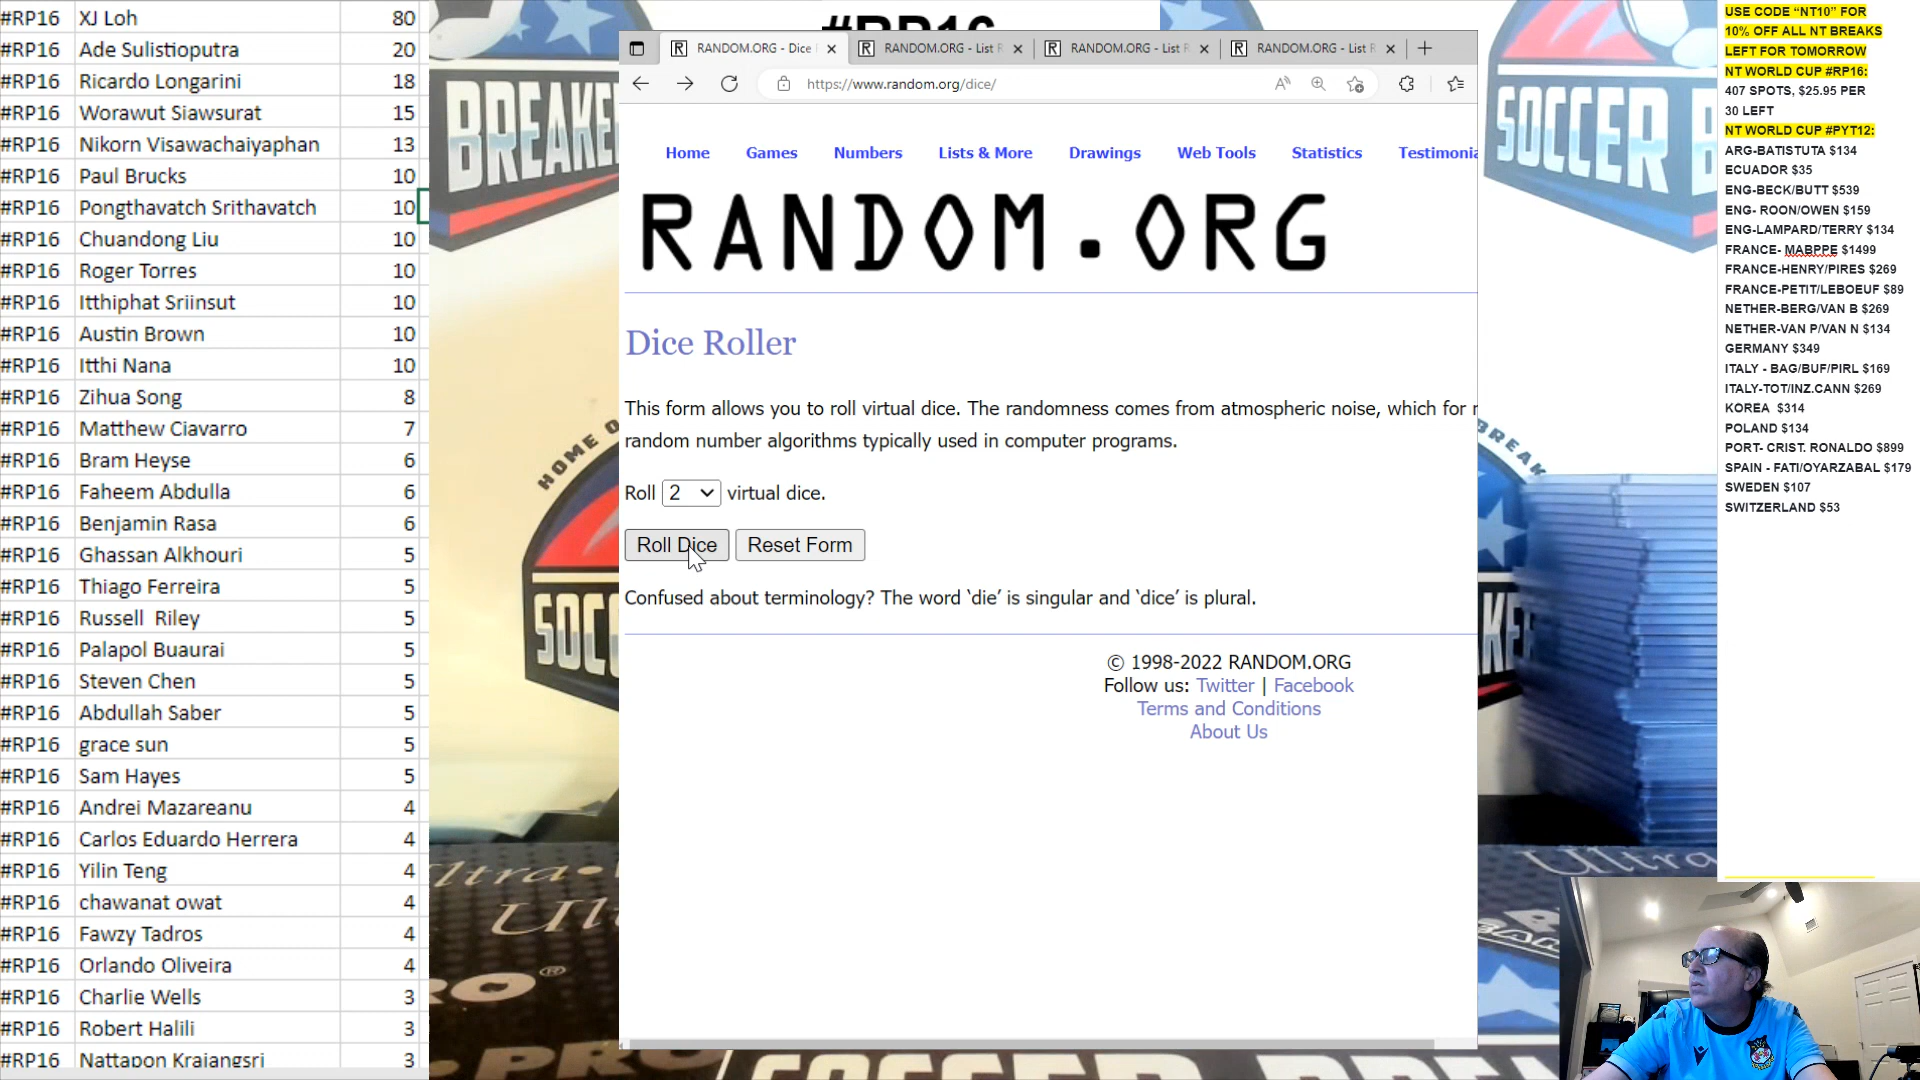 #RP16 XJ Loh 80
#RP16 Ade Sulistioputra 20
#RP16 Ricardo Longarini 18
#RP16 Worawut Siawsurat 15
#RP16 Nikorn Visawachaiyaphan 13
#RP16 Paul Brucks 10
#RP16 Pongthavatch Srithavatch 10
#RP16 Chuandong Liu 10
#RP16 Roger Torres 10
#RP16 Itthiphat Sriinsut 10
#RP16 Austin Brown 10
#RP16 Itthi Nana 10
#RP16 Zihua Song 8
#RP16 Matthew Ciavarro 7
#RP16 Bram Heyse 6
#RP16 Faheem Abdulla 6
#RP16 Benjamin Rasa 6
#RP16 Ghassan Alkhouri 5
#RP16 Thiago Ferreira 5
#RP16 Russell  Riley 5
#RP16 Palapol Buaurai 5
#RP16 Steven Chen 5
#RP16 Abdullah Saber 5
#RP16 grace sun 5
#RP16 Sam Hayes 5
#RP16 Andrei Mazareanu 4
#RP16 Carlos Eduardo Herrera 4
#RP16 Yilin Teng 4
#RP16 chawanat owat 4
#RP16 Fawzy Tadros 4
#RP16 Orlando Oliveira 4
#RP16 Charlie Wells 3
#RP16 Robert Halili 3
#RP16 Nattapon Kraiangsri 3
#RP16
RANDOM.ORG - Dice
RANDOM.ORG - List R
RANDOM.ORG - List R
RANDOM.ORG - List R
https://www.random.org/dice/
Home Games Numbers Lists & More Drawings Web Tools Statistics
RANDOM.ORG
Dice Roller
This form allows you to roll virtual dice. The randomness comes from atmospheric noise, which for
random number algorithms typically used in computer programs.
Roll 2 virtual dice.
Roll Dice Reset Form
Confused about terminology? The word ‘die’ is singular and ‘dice’ is plural.
© 1998-2022 RANDOM.ORG
Follow us: Twitter | Facebook
Terms and Conditions
About Us
USE CODE “NT10” FOR
10% OFF ALL NT BREAKS
LEFT FOR TOMORROW
NT WORLD CUP #RP16:
407 SPOTS, $25.95 PER
30 LEFT
NT WORLD CUP #PYT12:
ARG-BATISTUTA $134
ECUADOR $35
ENG-BECK/BUTT $539
ENG- ROON/OWEN $159
ENG-LAMPARD/TERRY $134
FRANCE- MABPPE $1499
FRANCE-HENRY/PIRES $269
FRANCE-PETIT/LEBOEUF $89
NETHER-BERG/VAN B $269
NETHER-VAN P/VAN N $134
GERMANY $349
ITALY - BAG/BUF/PIRL $169
ITALY-TOT/INZ.CANN $269
KOREA  $314
POLAND $134
PORT- CRIST. RONALDO $899
SPAIN - FATI/OYARZABAL $179
SWEDEN $107
SWITZERLAND $53
SOCCER
HOME